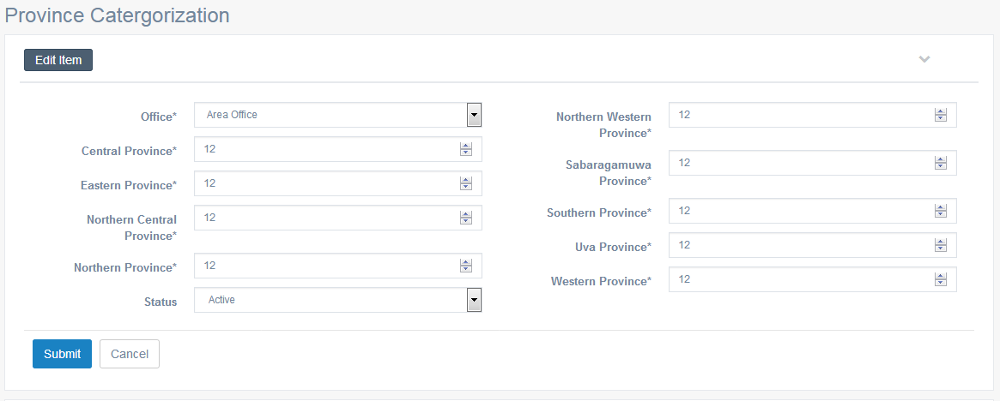 Province Catergorization
Edit Item
Office*
Area Office
Central Province*
12
Eastern Province*
12
Northern Central
Province*
12
Northern Province*
12
Status
Active
Northern Western
Province*
12
Sabaragamuwa
Province*
12
Southern Province*
12
Uva Province*
12
Western Province*
12
Submit
Cancel